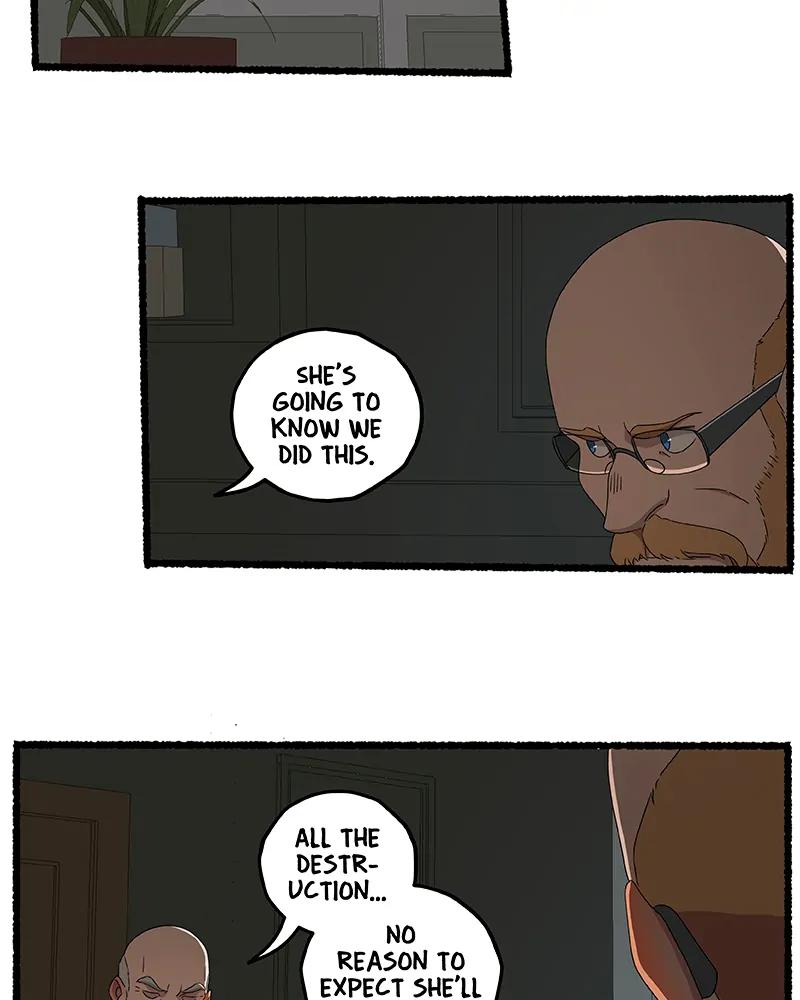 SHE'S
GOING TO
KNOW WE
DID THIS.
ALL THE
DESTR-
UCTION...
NO
REASON TO
EXPECT SHE'LL